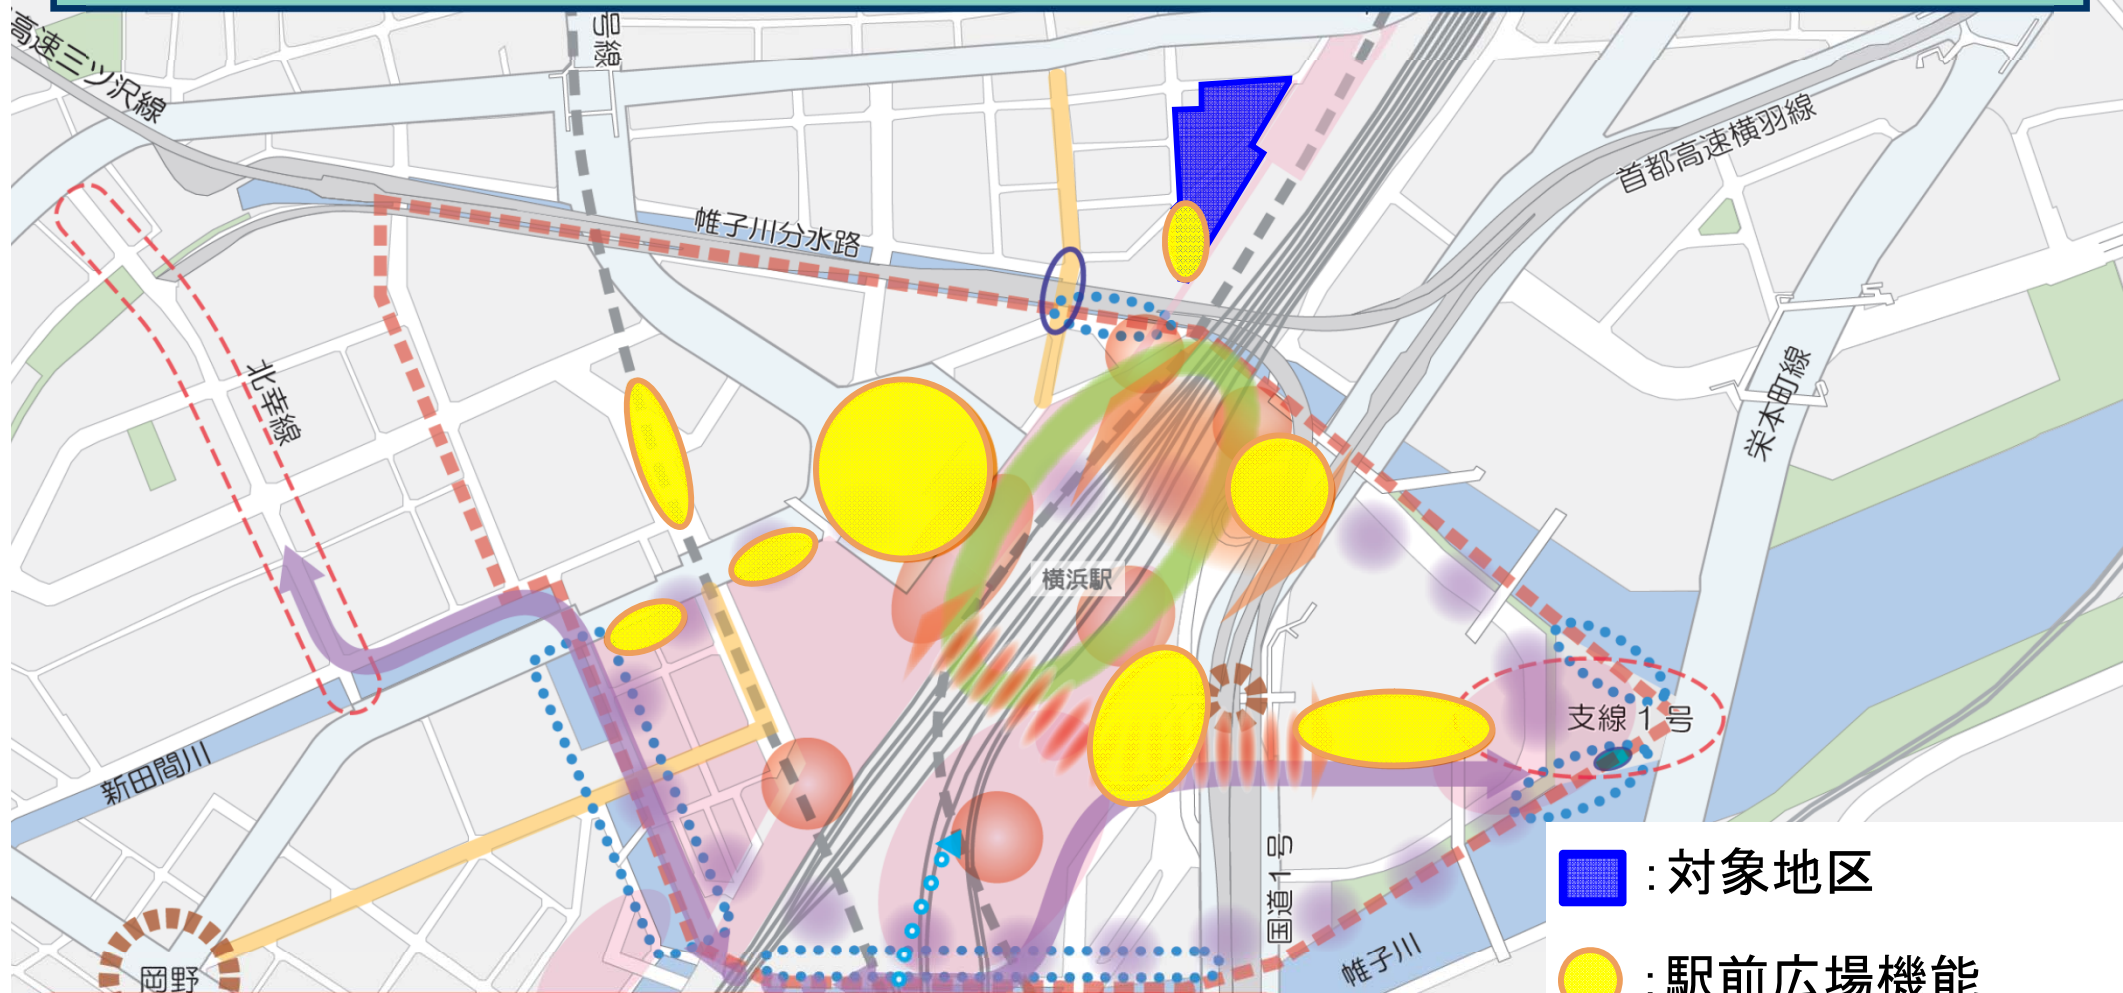 号線
高速三ツ沢線
首都高速横羽線
帷子川分水路
北幸線
栄本町線
横浜駅
支線1号
新田間川
国道1号
帷子川
岡野
:対象地区
:駅前広場機能